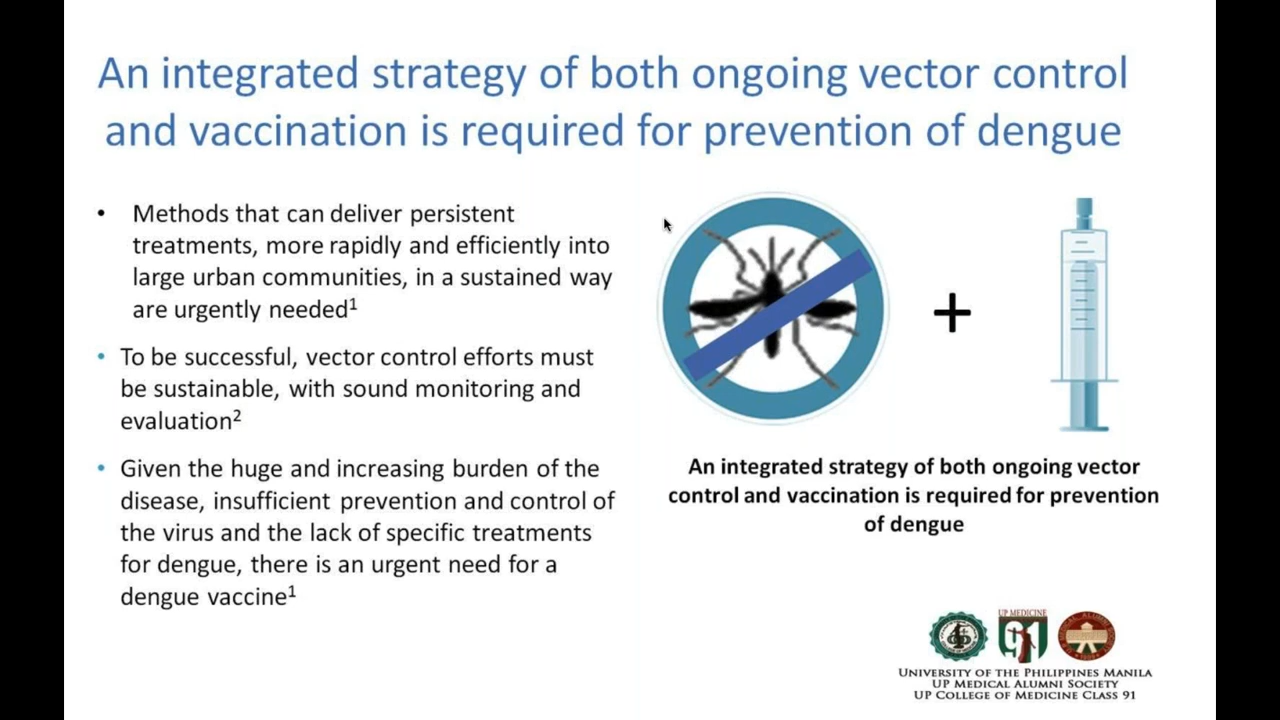 An integrated strategy of both ongoing vector control
and vaccination is required for prevention of dengue
• Methods that can deliver persistent
treatments, more rapidly and efficiently into
large urban communities, in a sustained way
are urgently needed1
• To be successful, vector control efforts must
be sustainable, with sound monitoring and
evaluation2
• Given the huge and increasing burden of the
disease, insufficient prevention and control of
the virus and the lack of specific treatments
for dengue, there is an urgent need for a
dengue vaccine1
+
An integrated strategy of both ongoing vector
control and vaccination is required for prevention
of dengue
UP MEDICINE
91
UNIVERSITY OF THE PHILIPPINES MANILA
UP MEDICAL ALUMNI SOCIETY
UP COLLEGE OF MEDICINE CLASS 91